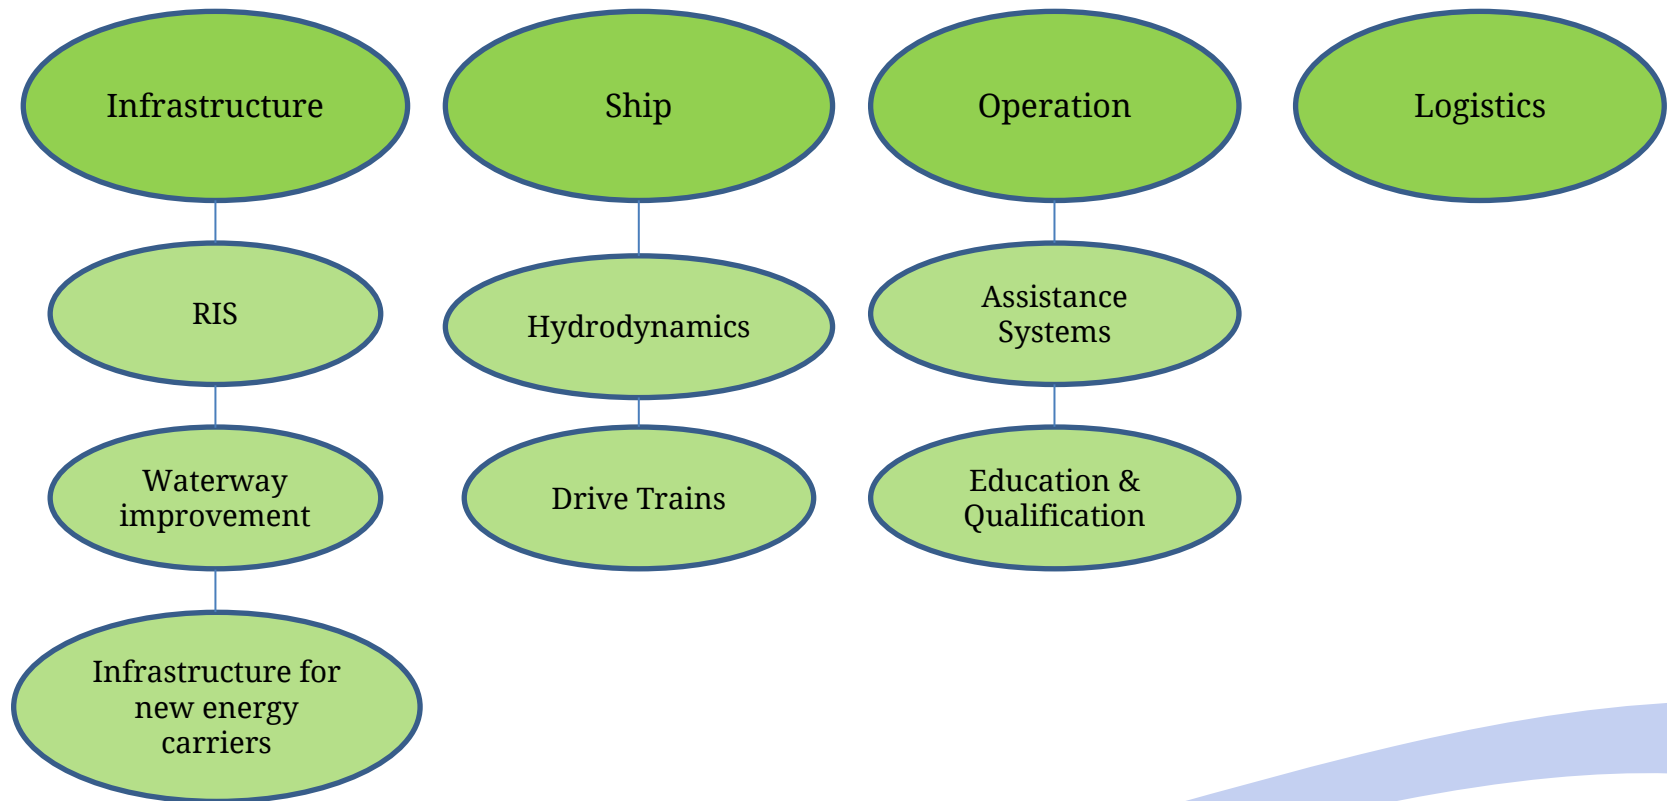 Infrastructure
Ship
Operation
Logistics
RIS
Hydrodynamics
Assistance
Systems
Waterway
improvement
Drive Trains
Education &
Qualification
Infrastructure for
new energy
carriers